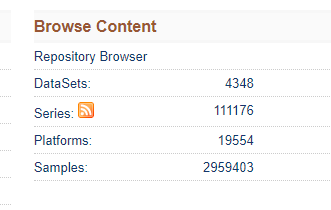 Browse Content
Repository Browser
DataSets: 4348
Series: 111176
Platforms: 19554
Samples: 2959403